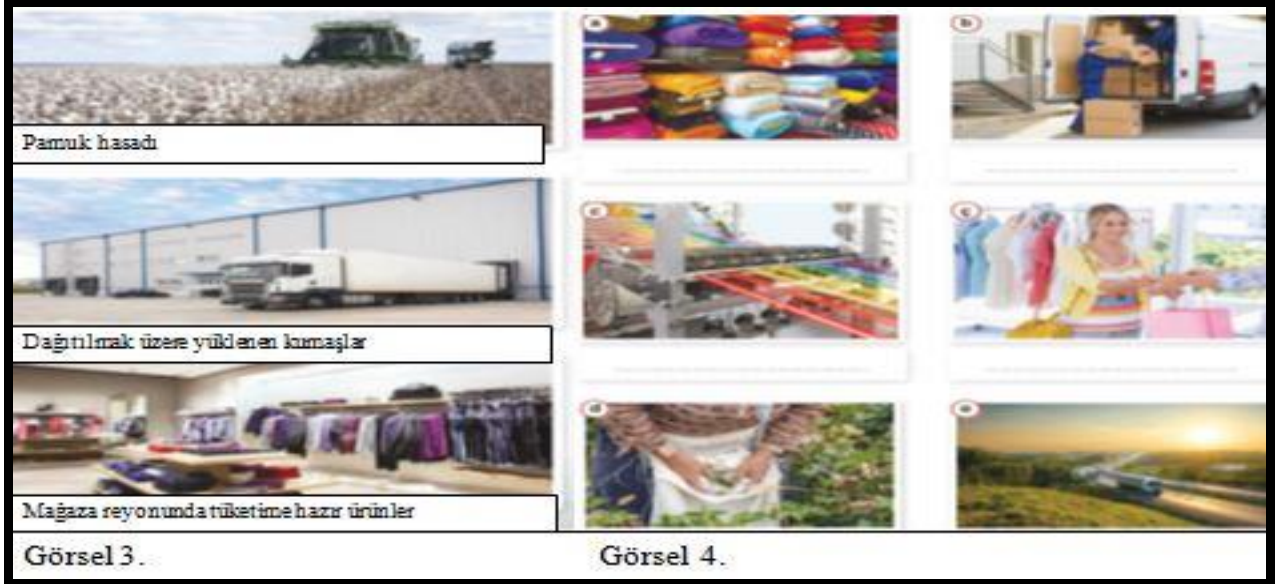 Pamuk hasadı
Dağıtılmak üzere yüklenen kumaşlar
Mağaza reyonunda tüketime hazır ürünler
a
b
c
ç
d
e
Görsel 3.
Görsel 4.